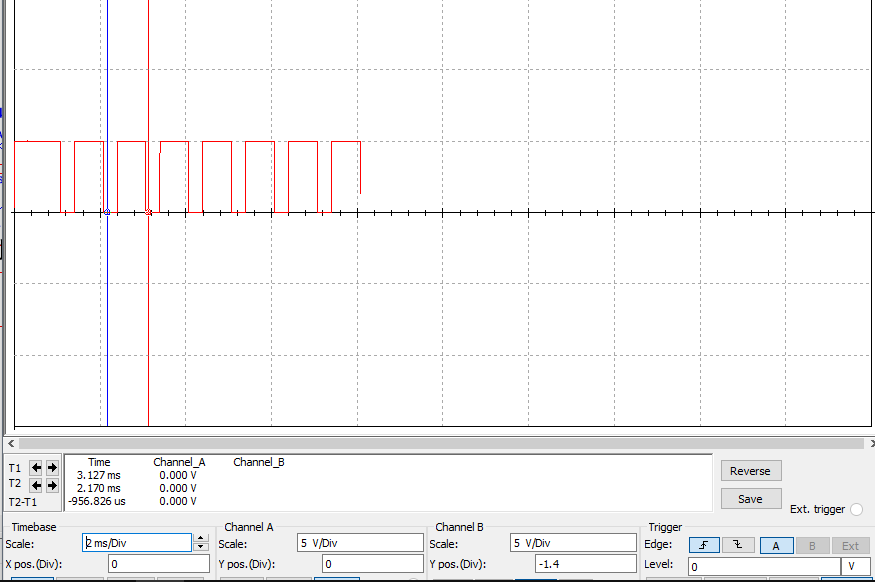 T1
T2
T2-T1
Time Channel_A Channel_B
3.127 ms 0.000 V
2.170 ms 0.000 V
-956.826 us 0.000 V
Reverse
Save
Ext. trigger
Timebase
Scale: 2 ms/Div
X pos.(Div): 0
Channel A
Scale: 5 V/Div
Y pos.(Div): 0
Channel B
Scale: 5 V/Div
Y pos.(Div): -1.4
Trigger
Edge: A B Ext
Level: 0 V